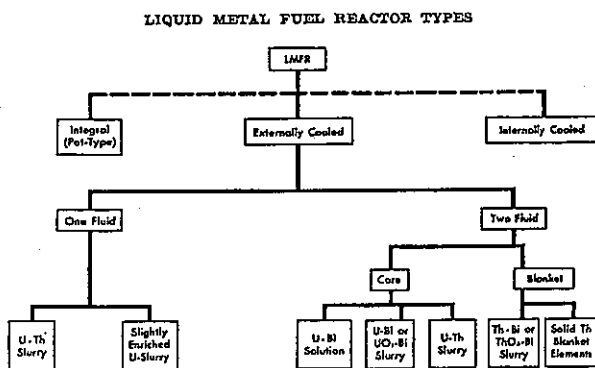 LIQUID METAL FUEL REACTOR TYPES
LMFR
Integral
(Pot-Type)
Externally Cooled
Internally Cooled
One Fluid
Two Fluid
Core
Blanket
U-Th
Slurry
Slightly
Enriched
U-Slurry
U-Bi
Solution
U-Bi or
UO₂-Bi
Slurry
U-Th
Slurry
Th-Bi or
ThO₂-Bi
Slurry
Solid Th
Blanket
Elements